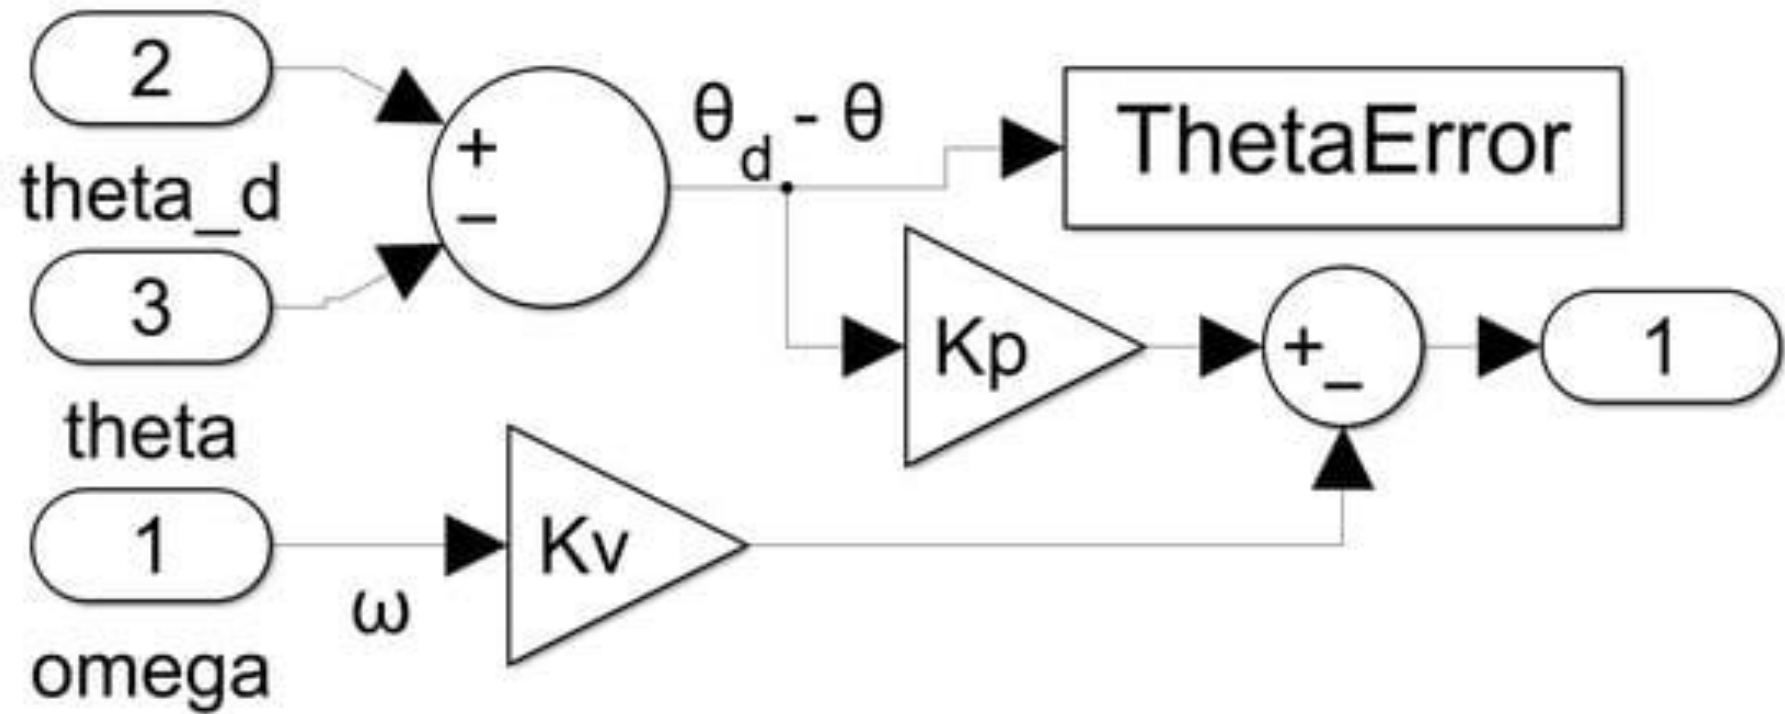 2
theta_d
3
theta
1
omega
+
−
θd - θ
ThetaError
Kp
+
−
1
Kv
ω